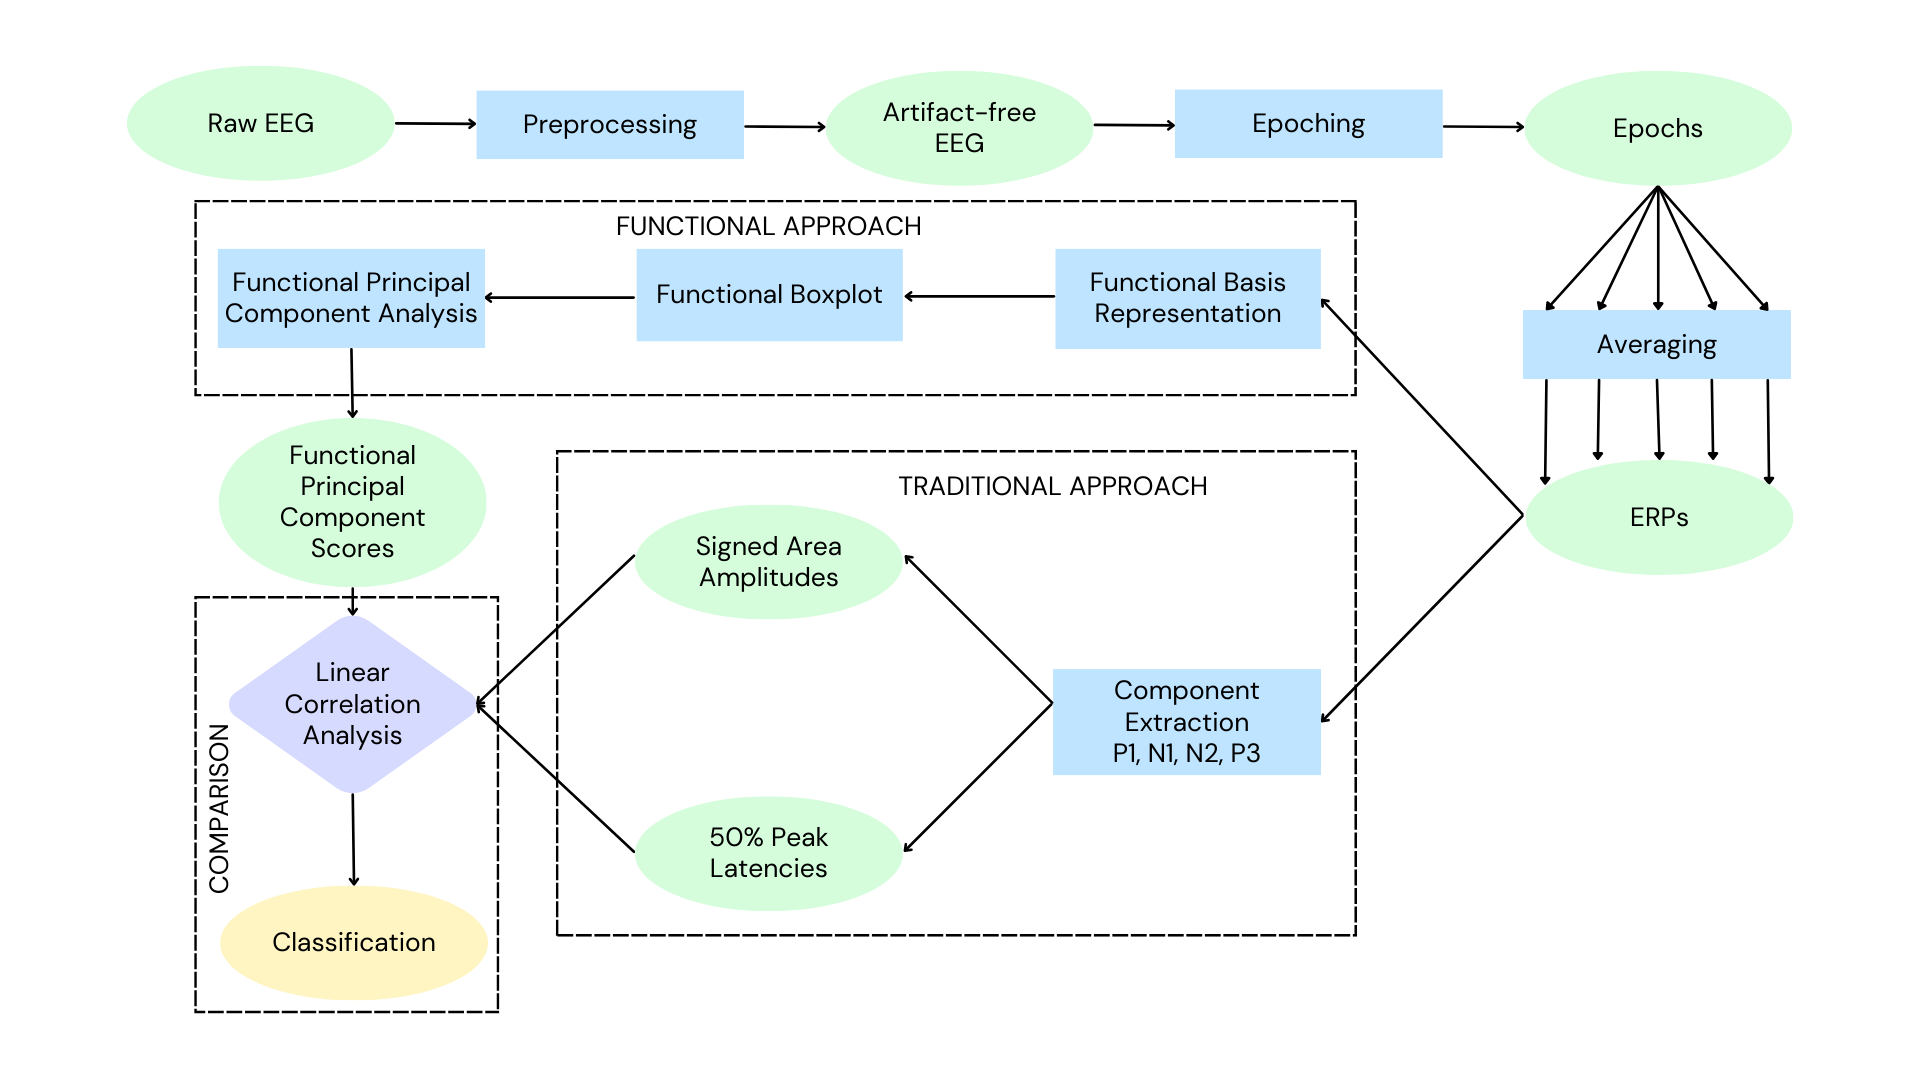 Raw EEG
Preprocessing
Artifact-free
EEG
Epoching
Epochs
FUNCTIONAL APPROACH
Functional Principal
Component Analysis
Functional Boxplot
Functional Basis
Representation
Averaging
Functional
Principal
Component
Scores
TRADITIONAL APPROACH
Signed Area
Amplitudes
ERPs
Linear
Correlation
Analysis
Component
Extraction
P1, N1, N2, P3
COMPARISON
50% Peak
Latencies
Classification